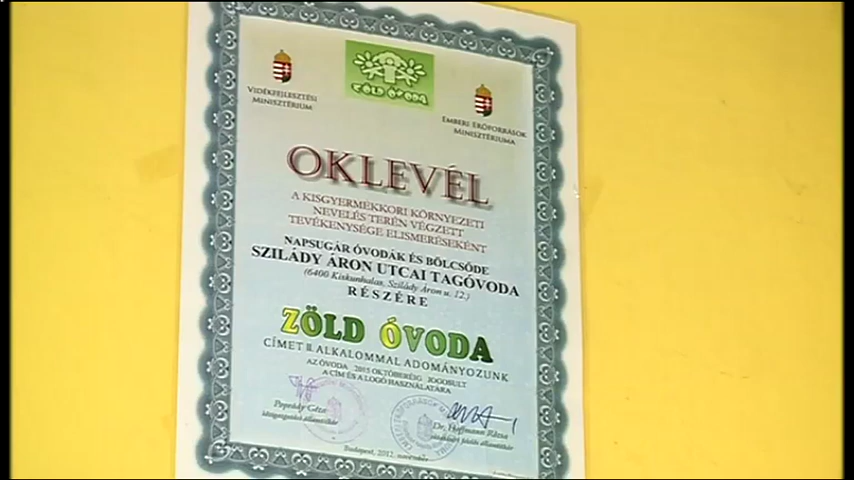 ZÖLD ÓVODA
VIDÉKFEJLESZTÉSI
MINISZTÉRIUM
EMBERI ERŐFORRÁSOK
MINISZTÉRIUMA
OKLEVÉL
A KISGYERMEKKORI KÖRNYEZETI
NEVELÉS TERÉN VÉGZETT
TEVÉKENYSÉGE ELISMERÉSEKÉNT
NAPSUGÁR ÓVODÁK ÉS BÖLCSŐDE
SZILÁDY ÁRON UTCAI TAGÓVODA
(6400 Kiskunhalas, Szilády Áron u. 12.)
RÉSZÉRE
ZÖLD ÓVODA
CÍMET II. ALKALOMMAL ADOMÁNYOZUNK
AZ ÓVODA 2015 OKTÓBERÉIG JOGOSULT
A CÍM ÉS A LOGÓ HASZNÁLATÁRA
Dr. Hoffmann Rózsa
Budapest, 2012. november